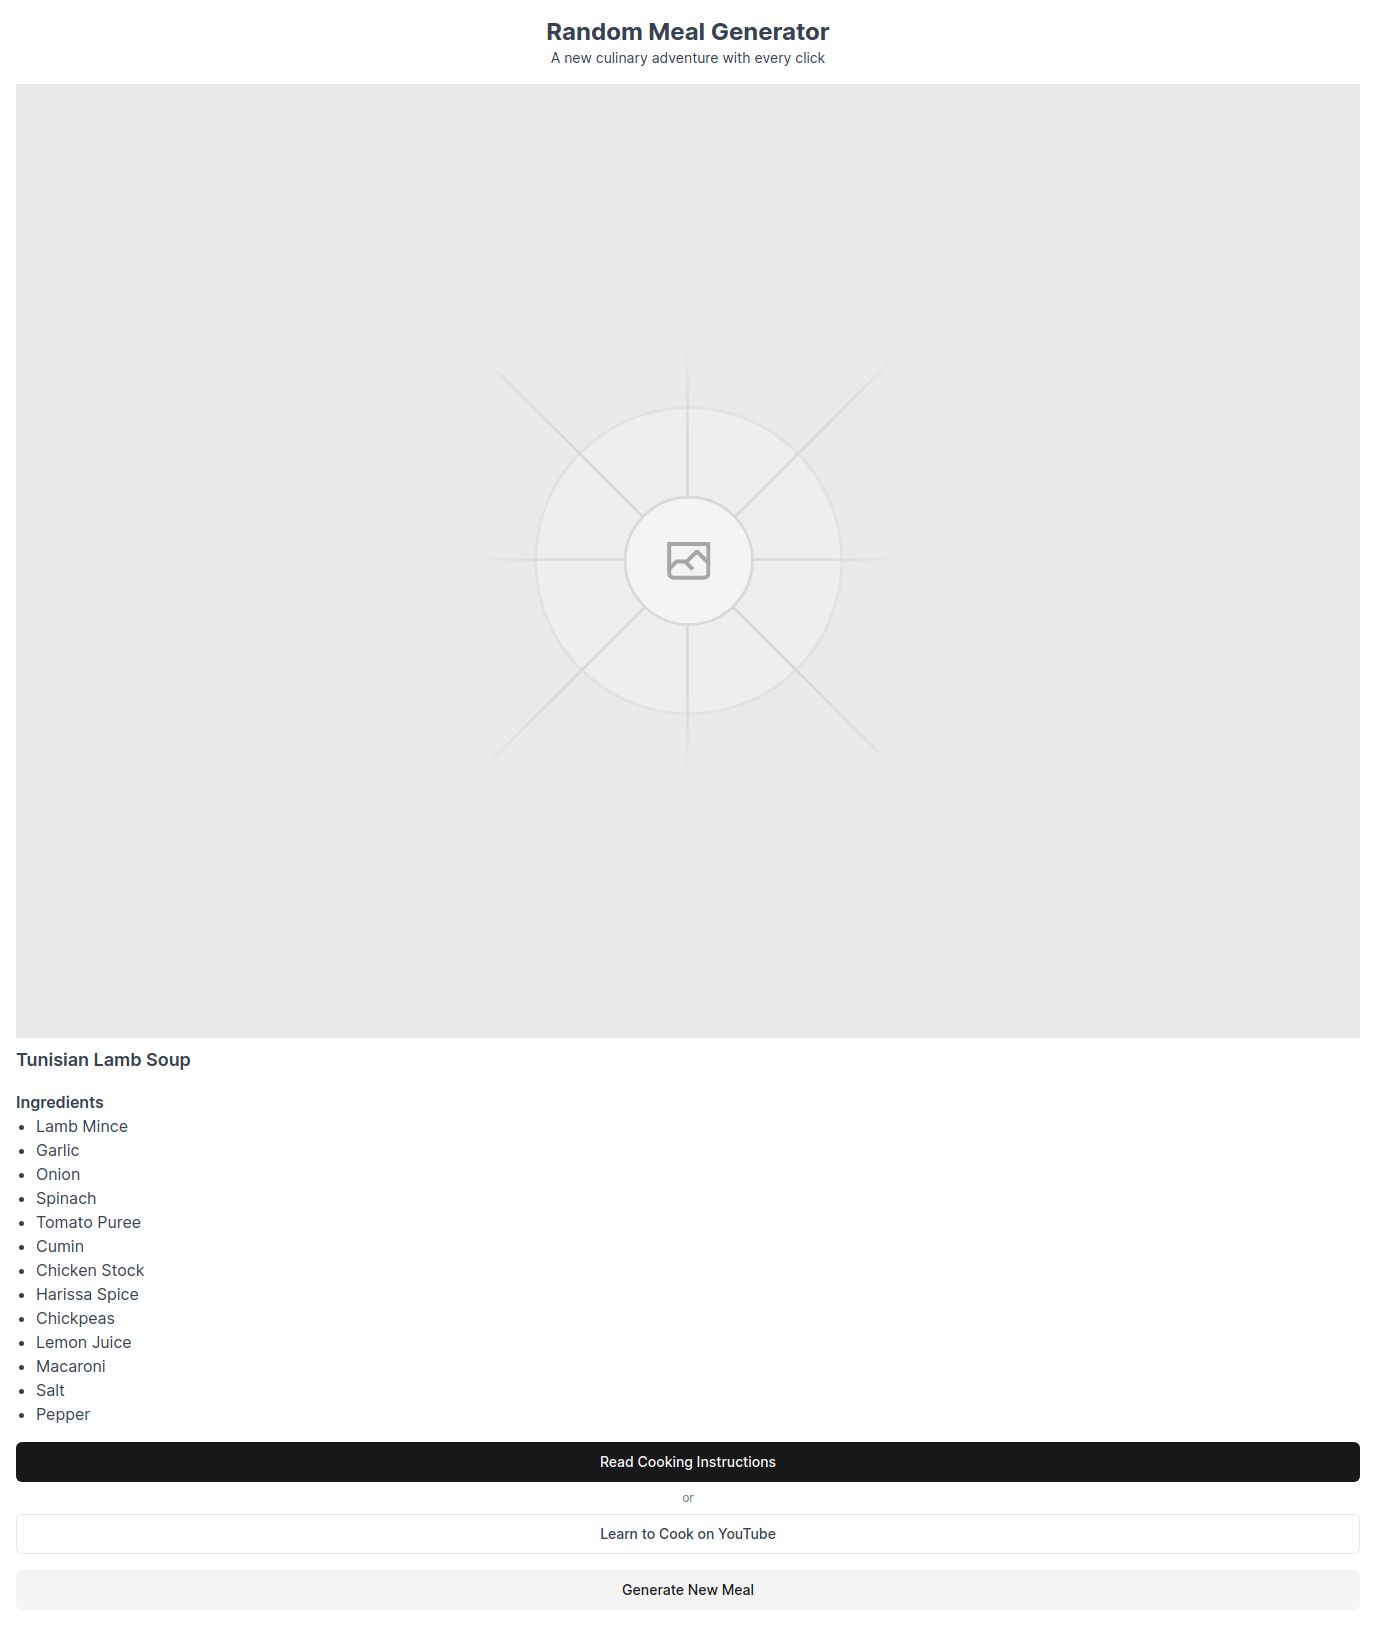 Random Meal Generator
A new culinary adventure with every click
Tunisian Lamb Soup
Ingredients
Lamb Mince
Garlic
Onion
Spinach
Tomato Puree
Cumin
Chicken Stock
Harissa Spice
Chickpeas
Lemon Juice
Macaroni
Salt
Pepper
Read Cooking Instructions
or
Learn to Cook on YouTube
Generate New Meal